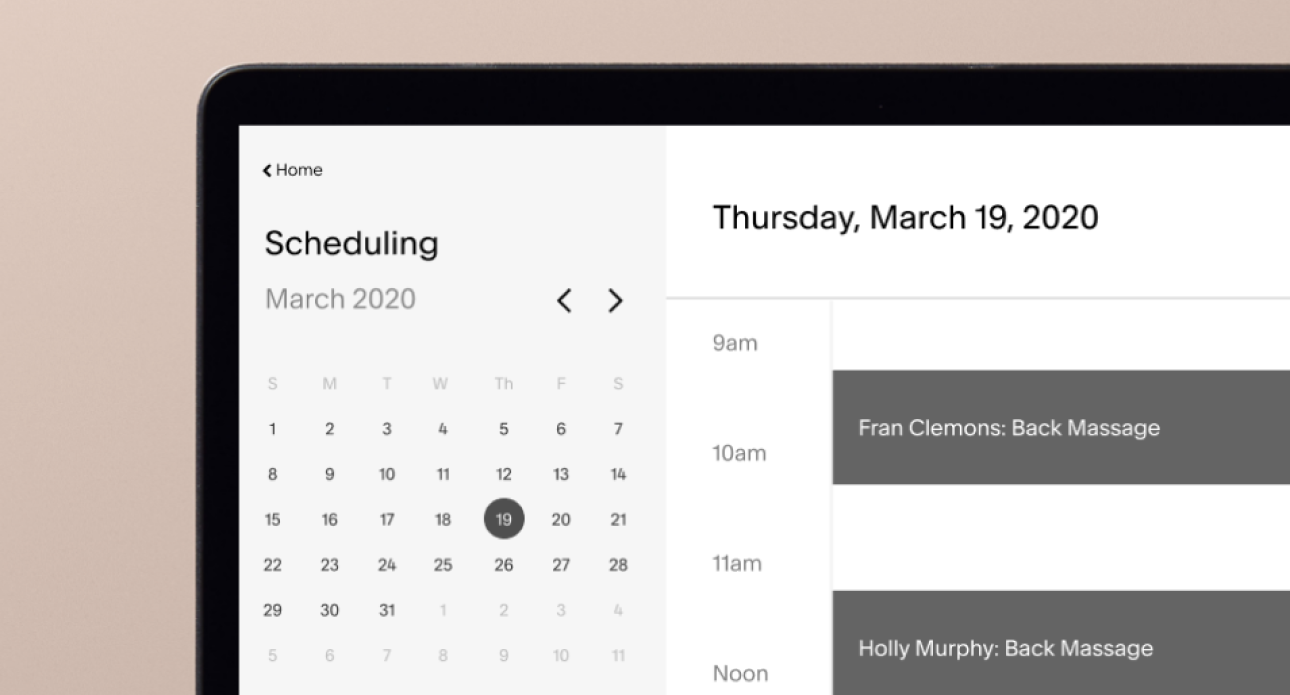 Home
Scheduling
March 2020
S M T W Th F S
1 2 3 4 5 6 7
8 9 10 11 12 13 14
15 16 17 18 19 20 21
22 23 24 25 26 27 28
29 30 31 1 2 3 4
5 6 7 8 9 10 11
Thursday, March 19, 2020
9am
Fran Clemons: Back Massage
10am
11am
Holly Murphy: Back Massage
Noon